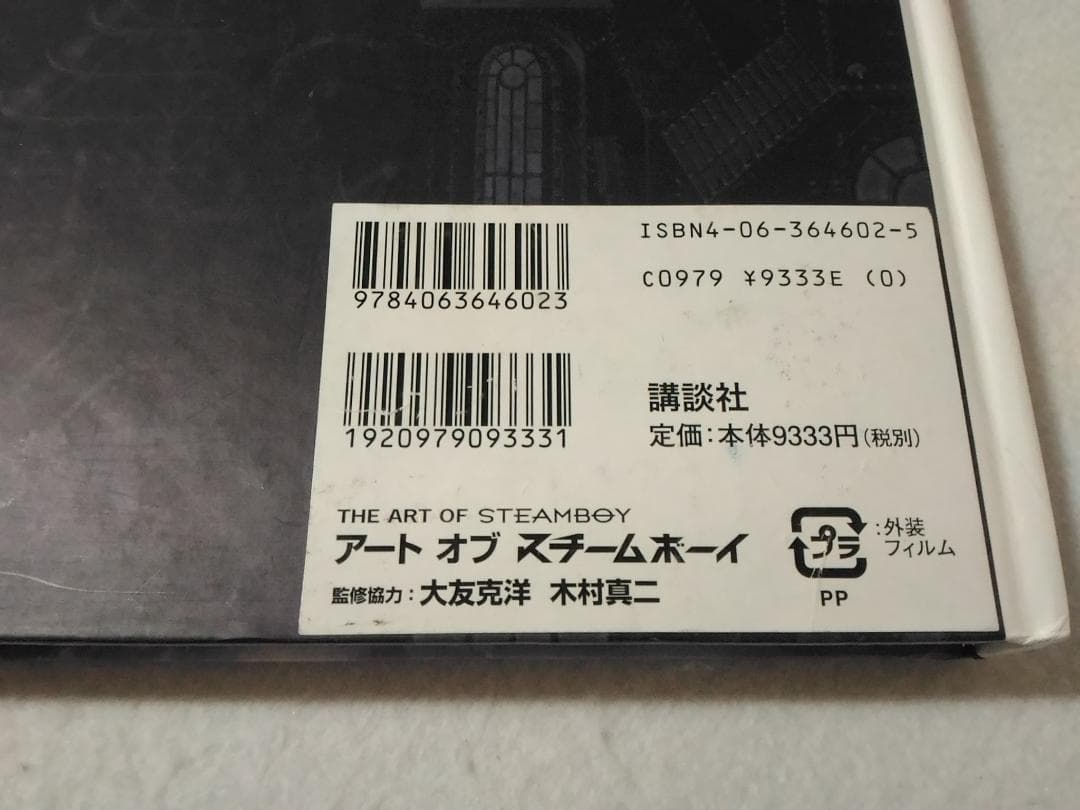 9784063646023
ISBN4-06-364602-5
C0979 ¥9333E (0)
1920979093331
講談社
定価:本体9333円(税別)
THE ART OF STEAMBOY
アート オブ スチームボーイ
監修協力:大友克洋 木村真二
プラ
:外装
フィルム
PP